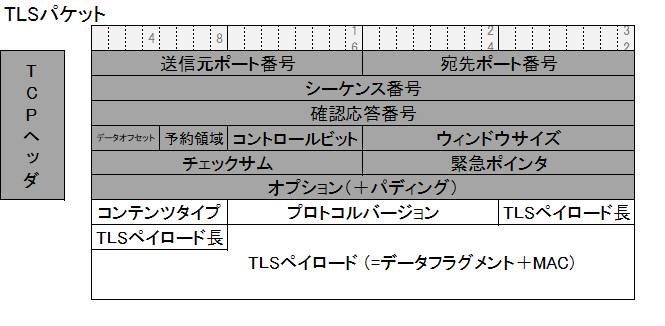 TLSパケット
4 8 16 24 32
TCPヘッダ
送信元ポート番号 宛先ポート番号
シーケンス番号
確認応答番号
データオフセット 予約領域 コントロールビット ウィンドウサイズ
チェックサム 緊急ポインタ
オプション(+パディング)
コンテンツタイプ プロトコルバージョン TLSペイロード長
TLSペイロード長
TLSペイロード (=データフラグメント+MAC)